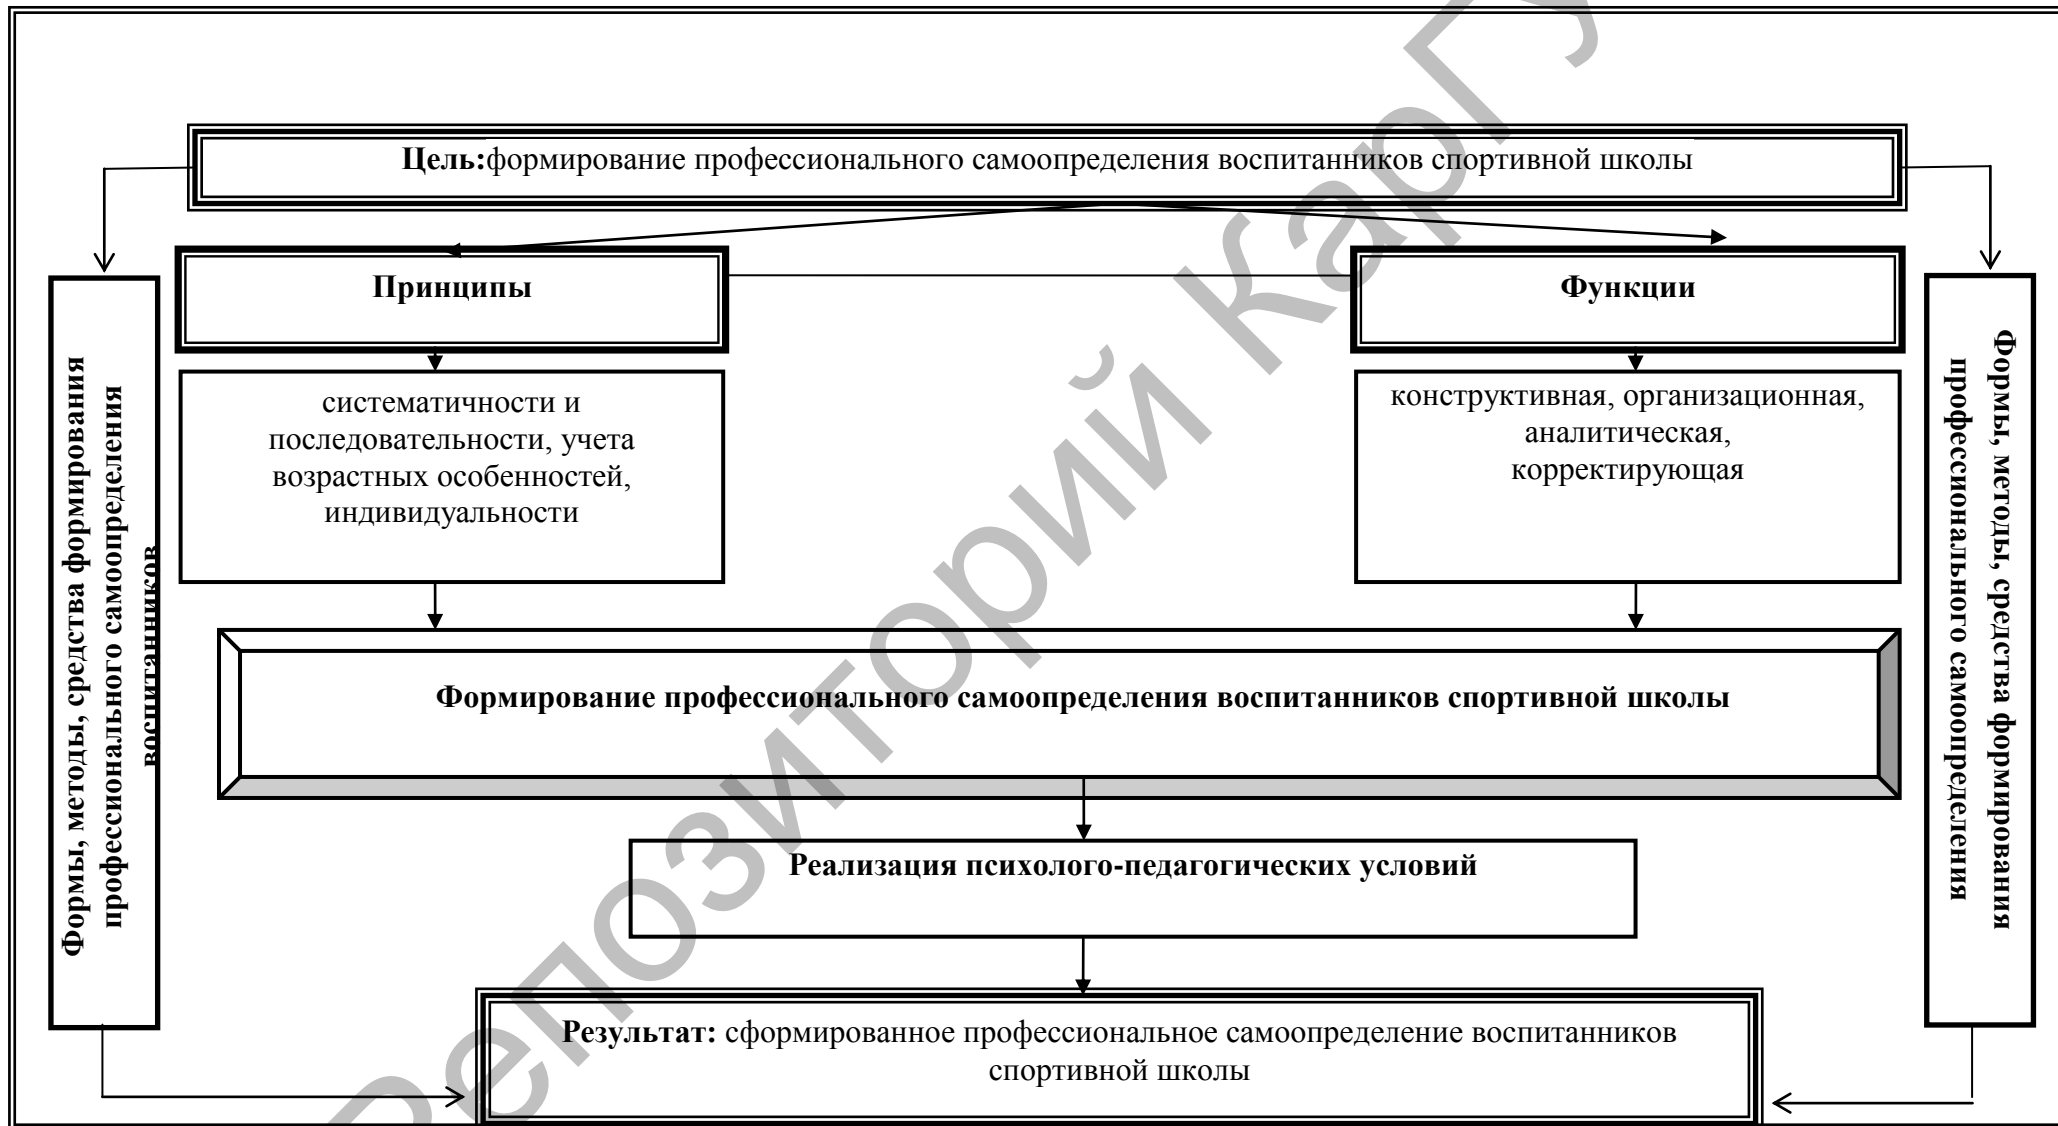 Цель:формирование профессионального самоопределения воспитанников спортивной школы
Принципы
Функции
Формы, методы, средства формирования
профессионального самоопределения
воспитанников
систематичности и
последовательности, учета
возрастных особенностей,
индивидуальности
конструктивная, организационная,
аналитическая,
корректирующая
Формы, методы, средства формирования
профессионального самоопределения
Формирование профессионального самоопределения воспитанников спортивной школы
Реализация психолого-педагогических условий
Результат: сформированное профессиональное самоопределение воспитанников
спортивной школы
Репозиторий КарГУ